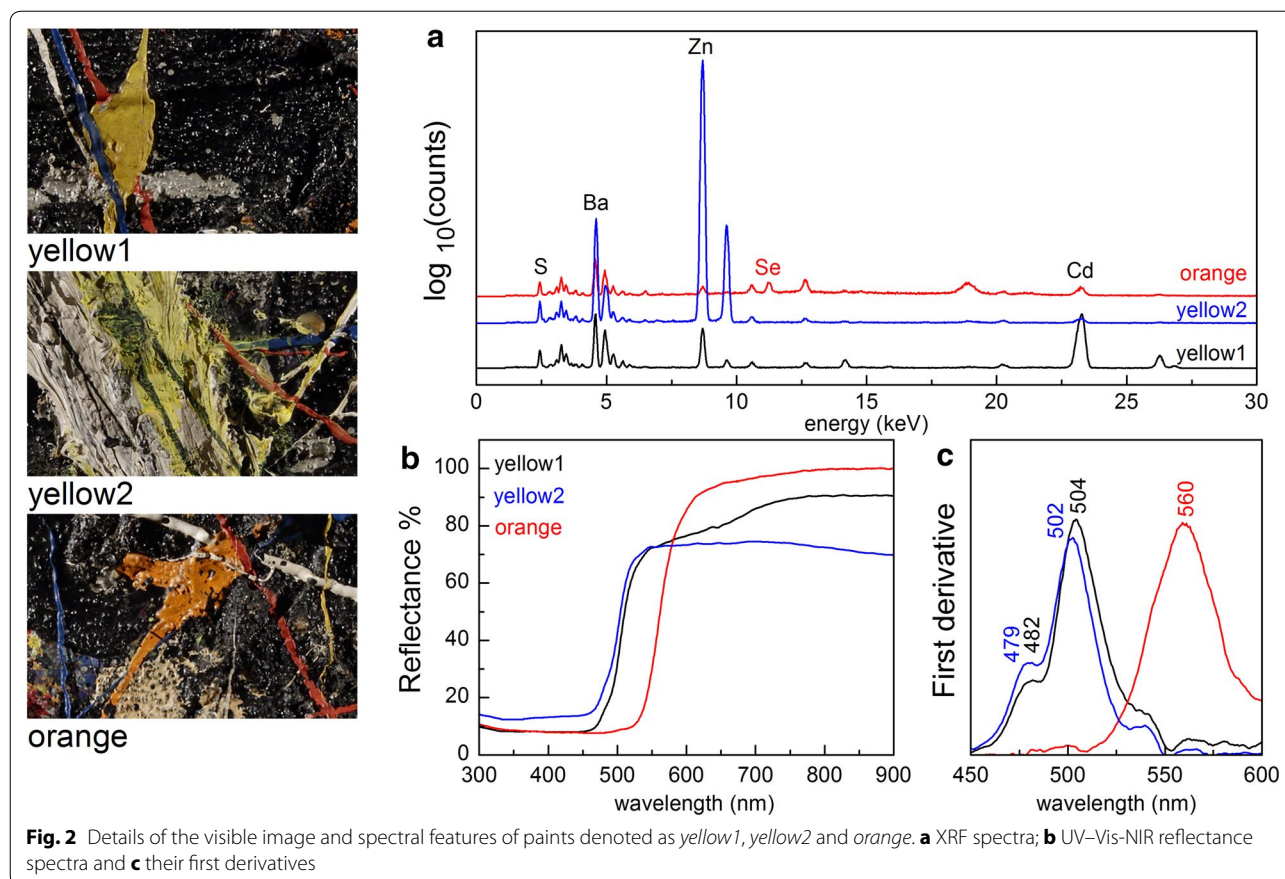 yellow1
yellow2
orange
a
log 10(counts)
S
Ba
Zn
Se
Cd
orange
yellow2
yellow1
0 5 10 15 20 25 30
energy (keV)
b
yellow1
yellow2
orange
Reflectance %
100
80
60
40
20
0
300 400 500 600 700 800 900
wavelength (nm)
c
First derivative
479
482
502
504
560
450 500 550 600
wavelength (nm)
Fig. 2 Details of the visible image and spectral features of paints denoted as yellow1, yellow2 and orange. a XRF spectra; b UV–Vis-NIR reflectance
spectra and c their first derivatives